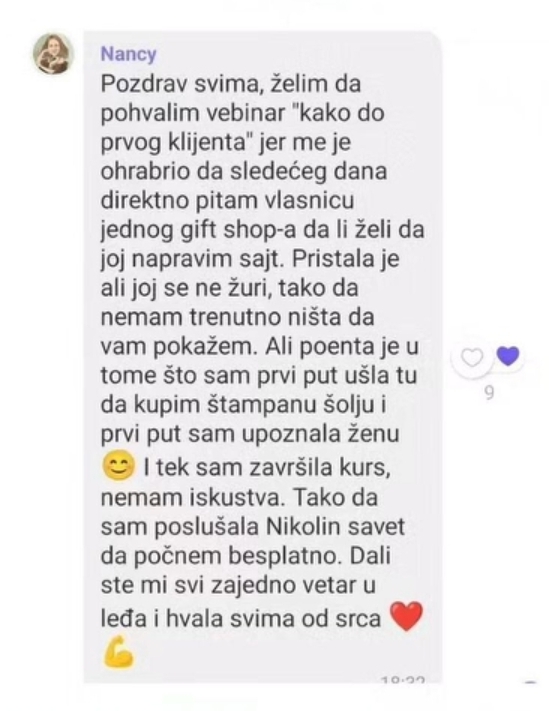 Nancy
Pozdrav svima, želim da
pohvalim vebinar "kako do
prvog klijenta" jer me je
ohrabrio da sledećeg dana
direktno pitam vlasnicu
jednog gift shop-a da li želi da
joj napravim sajt. Pristala je
ali joj se ne žuri, tako da
nemam trenutno ništa da
vam pokažem. Ali poenta je u
tome što sam prvi put ušla tu
da kupim štampanu šolju i
prvi put sam upoznala ženu
😊 I tek sam završila kurs,
nemam iskustva. Tako da
sam poslušala Nikolin savet
da počnem besplatno. Dali
ste mi svi zajedno vetar u
leđa i hvala svima od srca ❤️
💪
9